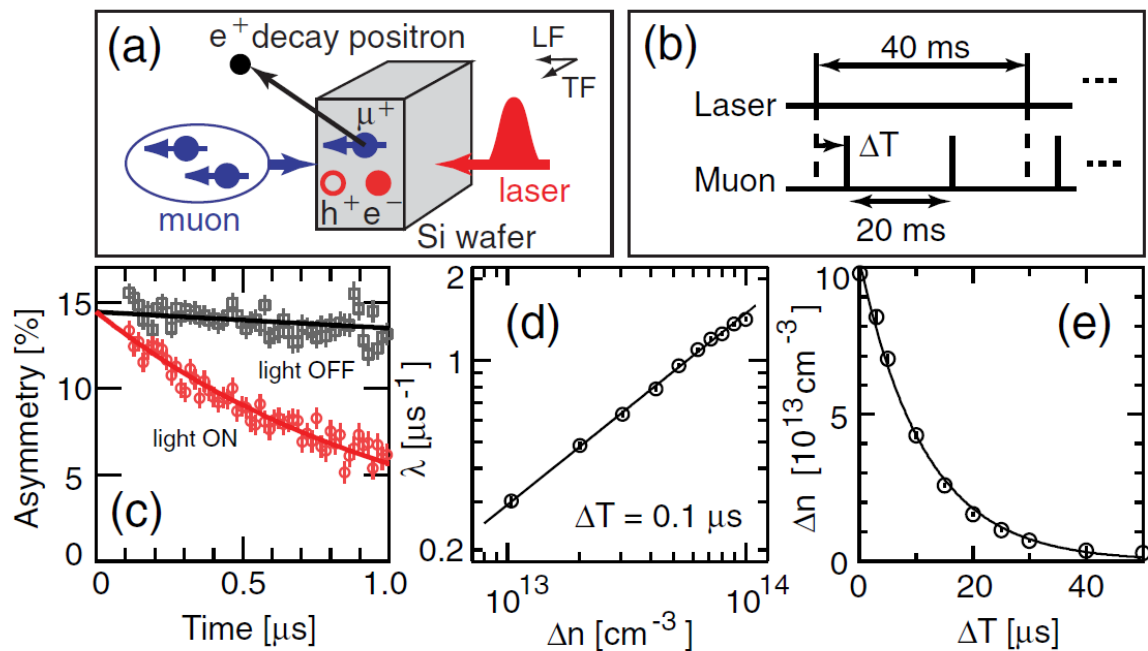 (a)
e⁺ decay positron
LF
TF
μ⁺
muon
h⁺ e⁻
laser
Si wafer
(b)
40 ms
Laser
ΔT
Muon
20 ms
(c)
Asymmetry [%]
15
10
5
0
light OFF
light ON
0
0.5
1.0
Time [μs]
(d)
λ [μs⁻¹]
2
1
0.2
ΔT = 0.1 μs
10¹³
10¹⁴
Δn [cm⁻³]
(e)
Δn [10¹³cm⁻³]
10
5
0
0
20
40
ΔT [μs]